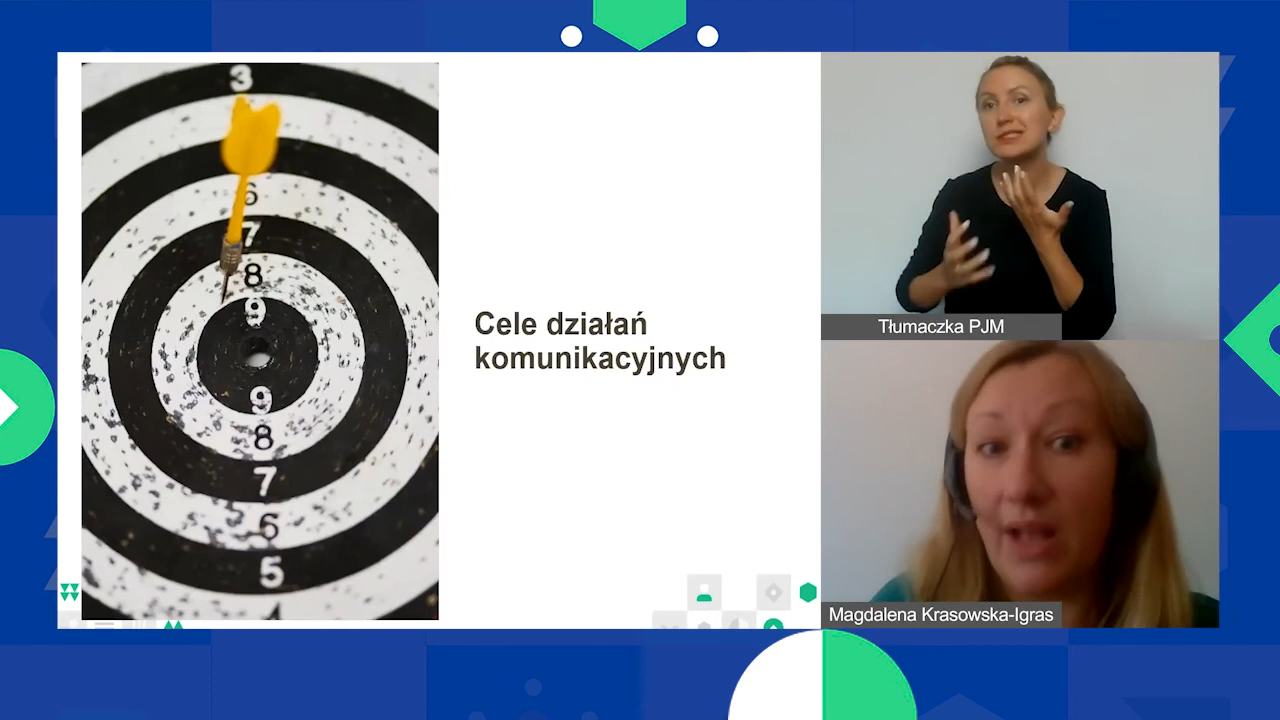 3
6
7
8
9
9
8
7
6
5
Cele działań
komunikacyjnych
Tłumaczka PJM
Magdalena Krasowska-Igras